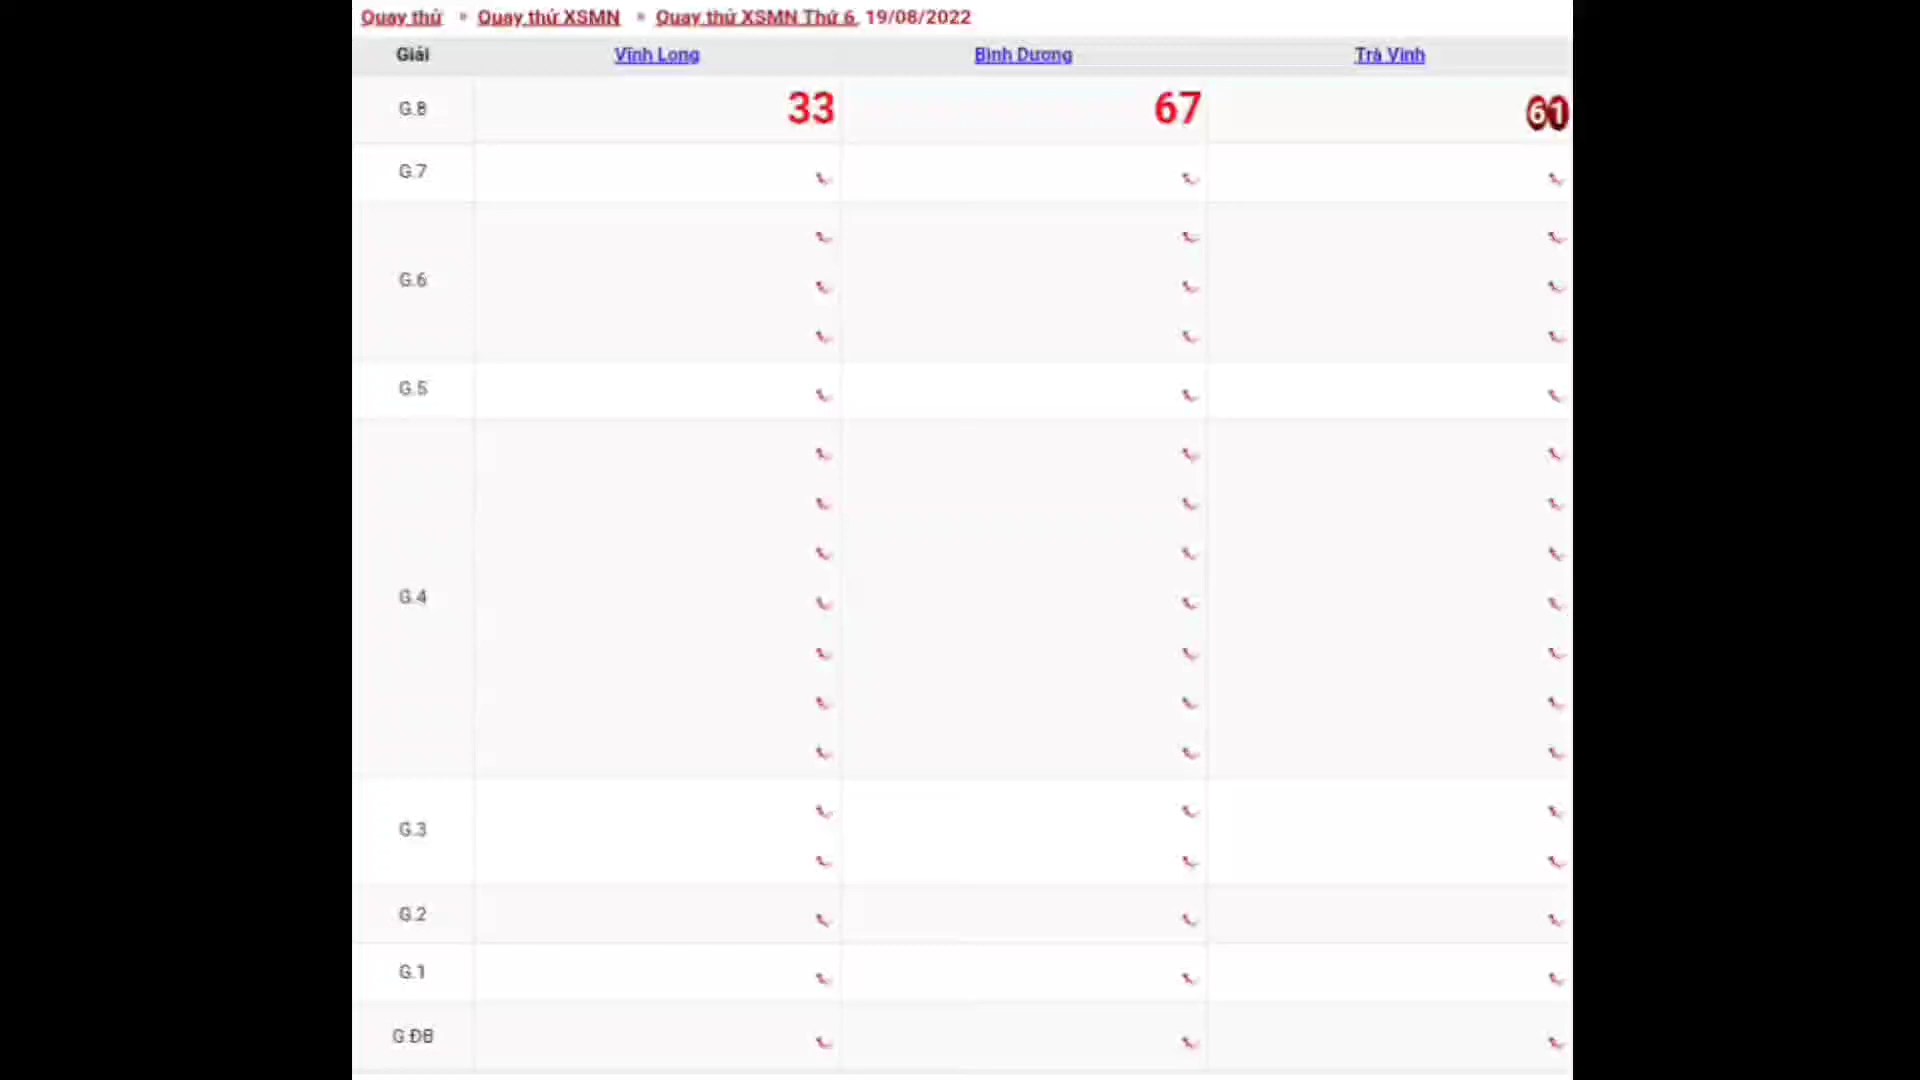 Quay thử » Quay thử XSMN » Quay thử XSMN Thứ 6, 19/08/2022
Giải Vĩnh Long Bình Dương Trà Vinh
G.8 33 67 61
G.7
G.6
G.5
G.4
G.3
G.2
G.1
G.ĐB